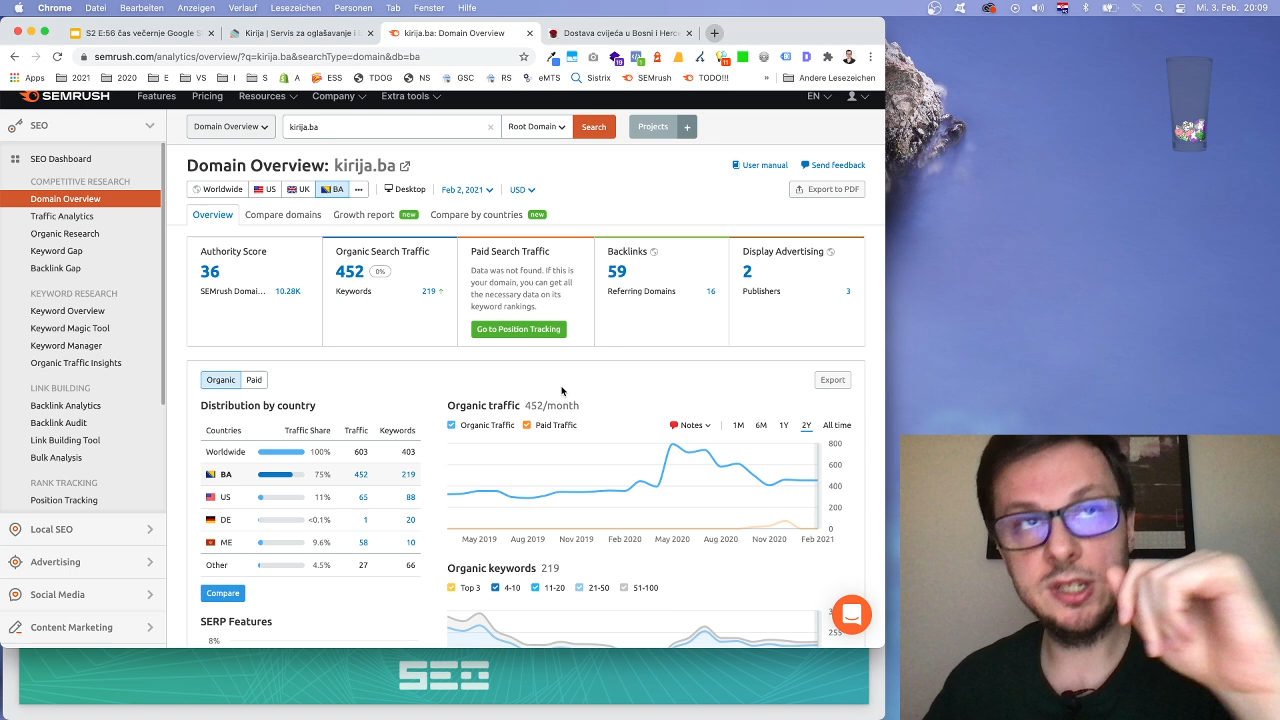 Chrome Datei Bearbeiten Anzeigen Verlauf Lesezeichen Personen Tab Fenster Hilfe Mi. 3. Feb. 20:09
S2 E:56 čas večernje Google S Kirija | Servis za oglašavanje i kirija.ba: Domain Overview Dostava cvijeća u Bosni i Herce
semrush.com/analytics/overview/?q=kirija.ba&searchType=domain&db=ba
Apps 2021 2020 E VS I S A ESS TDOG NS GSC RS eMTS Sistrix SEMrush TODO!!! » Andere Lesezeichen
SEMRUSH Features Pricing Resources Company Extra tools EN
SEO
Domain Overview kirija.ba Root Domain Search Projects +
SEO Dashboard
COMPETITIVE RESEARCH
Domain Overview
Traffic Analytics
Organic Research
Keyword Gap
Backlink Gap
KEYWORD RESEARCH
Keyword Overview
Keyword Magic Tool
Keyword Manager
Organic Traffic Insights
LINK BUILDING
Backlink Analytics
Backlink Audit
Link Building Tool
Bulk Analysis
RANK TRACKING
Position Tracking
Local SEO
Advertising
Social Media
Content Marketing
Domain Overview: kirija.ba User manual Send feedback
Worldwide US UK BA ••• Desktop Feb 2, 2021 USD Export to PDF
Overview Compare domains Growth report new Compare by countries new
Authority Score
36
SEMrush Domai... 10.28K
Organic Search Traffic
452 0%
Keywords 219
Paid Search Traffic
Data was not found. If this is
your domain, you can get all
the necessary data on its
keyword rankings.
Go to Position Tracking
Backlinks
59
Referring Domains 16
Display Advertising
2
Publishers 3
Organic Paid Export
Distribution by country
Countries Traffic Share Traffic Keywords
Worldwide 100% 603 403
BA 75% 452 219
US 11% 65 88
DE <0.1% 1 20
ME 9.6% 58 10
Other 4.5% 27 66
Compare
SERP Features
8%
Organic traffic 452/month
Organic Traffic Paid Traffic Notes 1M 6M 1Y 2Y All time
800
600
400
200
0
May 2019 Aug 2019 Nov 2019 Feb 2020 May 2020 Aug 2020 Nov 2020 Feb 2021
Organic keywords 219
Top 3 4-10 11-20 21-50 51-100
SEO